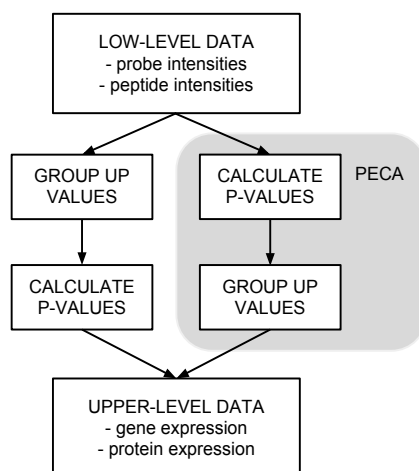 LOW-LEVEL DATA
- probe intensities
- peptide intensities
GROUP UP
VALUES
CALCULATE
P-VALUES
PECA
CALCULATE
P-VALUES
GROUP UP
VALUES
UPPER-LEVEL DATA
- gene expression
- protein expression